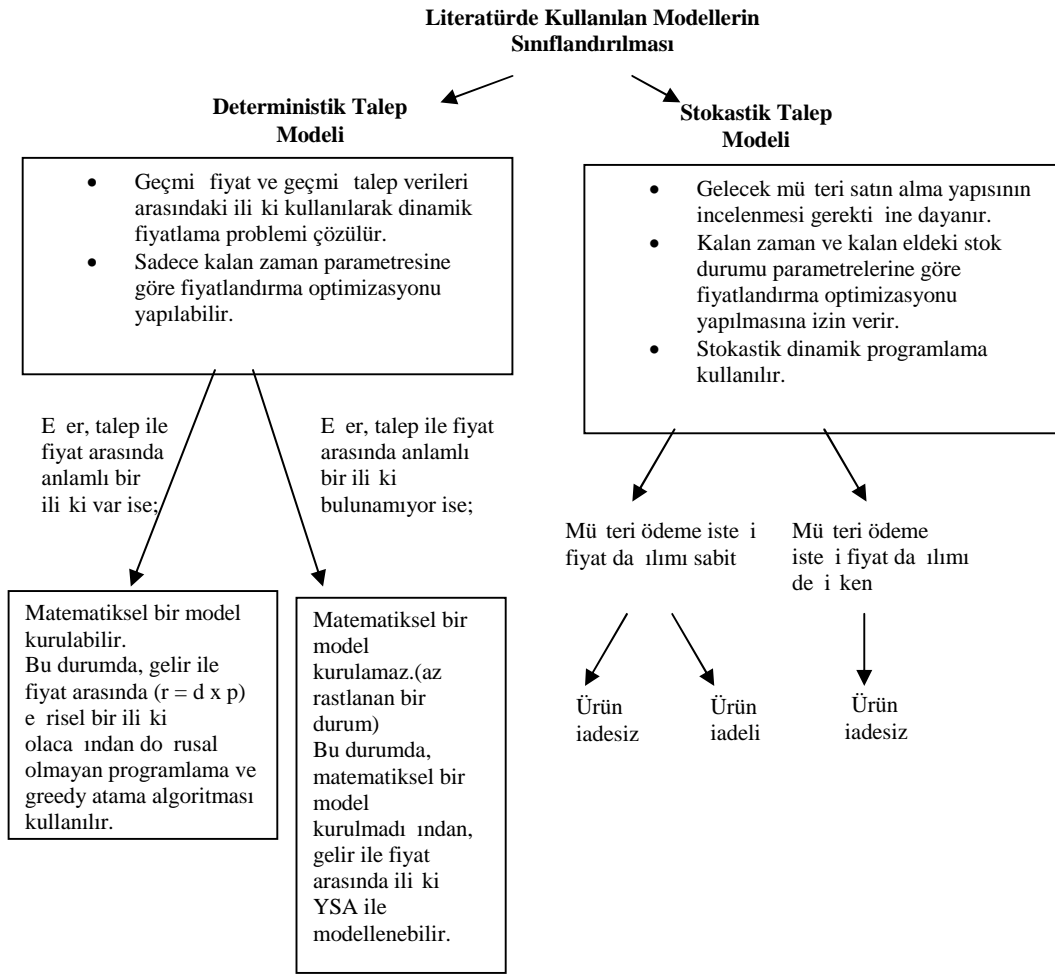 Literatürde Kullanılan Modellerin
Sınıflandırılması
Deterministik Talep
Modeli
• Geçmi fiyat ve geçmi talep verileri
arasındaki ili ki kullanılarak dinamik
fiyatlama problemi çözülür.
• Sadece kalan zaman parametresine
göre fiyatlandırma optimizasyonu
yapılabilir.
E er, talep ile
fiyat arasında
anlamlı bir
ili ki var ise;
E er, talep ile fiyat
arasında anlamlı
bir ili ki
bulunamıyor ise;
Matematiksel bir model
kurulabilir.
Bu durumda, gelir ile
fiyat arasında (r = d x p)
e risel bir ili ki
olaca ından do rusal
olmayan programlama ve
greedy atama algoritması
kullanılır.
Matematiksel bir
model
kurulamaz.(az
rastlanan bir
durum)
Bu durumda,
matematiksel bir
model
kurulmadı ından,
gelir ile fiyat
arasında ili ki
YSA ile
modellenebilir.
Stokastik Talep
Modeli
• Gelecek mü teri satın alma yapısının
incelenmesi gerekti ine dayanır.
• Kalan zaman ve kalan eldeki stok
durumu parametrelerine göre
fiyatlandırma optimizasyonu
yapılmasına izin verir.
• Stokastik dinamik programlama
kullanılır.
Mü teri ödeme iste i
fiyat da ılımı sabit
Mü teri ödeme
iste i fiyat da ılımı
de i ken
Ürün
iadesiz
Ürün
iadeli
Ürün
iadesiz